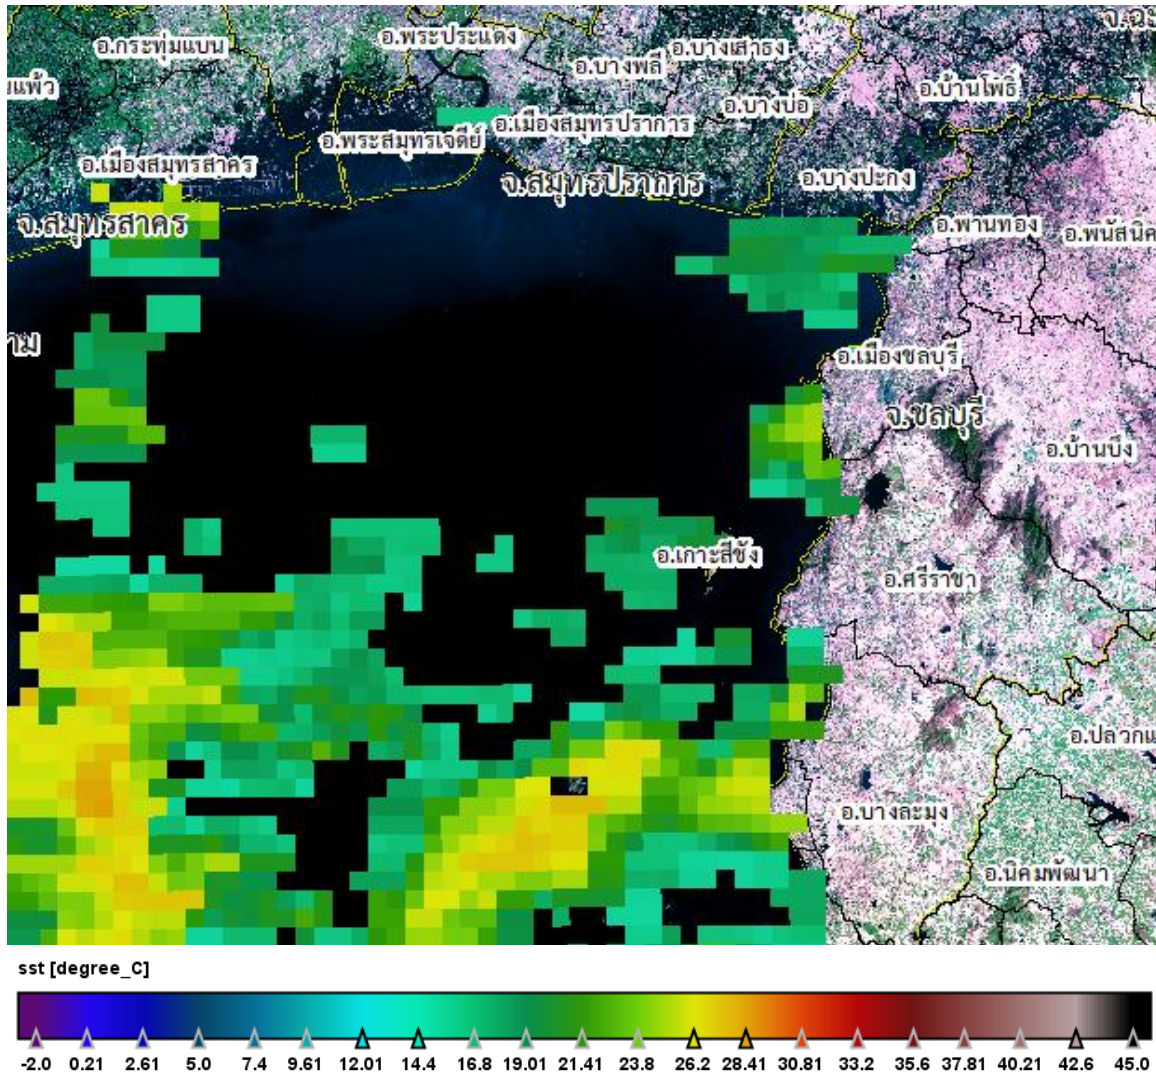 อ.กระทุ่มแบน
อ.พระประแดง
อ.บางเสาธง
อ.บางพลี
อ.บ้านโพธิ์
อ.บางบ่อ
อ.เมืองสมุทรปราการ
อ.พระสมุทรเจดีย์
อ.เมืองสมุทรสาคร
จ.สมุทรปราการ
อ.บางปะกง
จ.สมุทรสาคร
อ.พานทอง
อ.พนัสนิค
อ.เมืองชลบุรี
จ.ชลบุรี
อ.บ้านบึง
อ.เกาะสีชัง
อ.ศรีราชา
อ.ปลวกแ
อ.บางละมุง
อ.นิคมพัฒนา
sst [degree_C]
-2.0 0.21 2.61 5.0 7.4 9.61 12.01 14.4 16.8 19.01 21.41 23.8 26.2 28.41 30.81 33.2 35.6 37.81 40.21 42.6 45.0